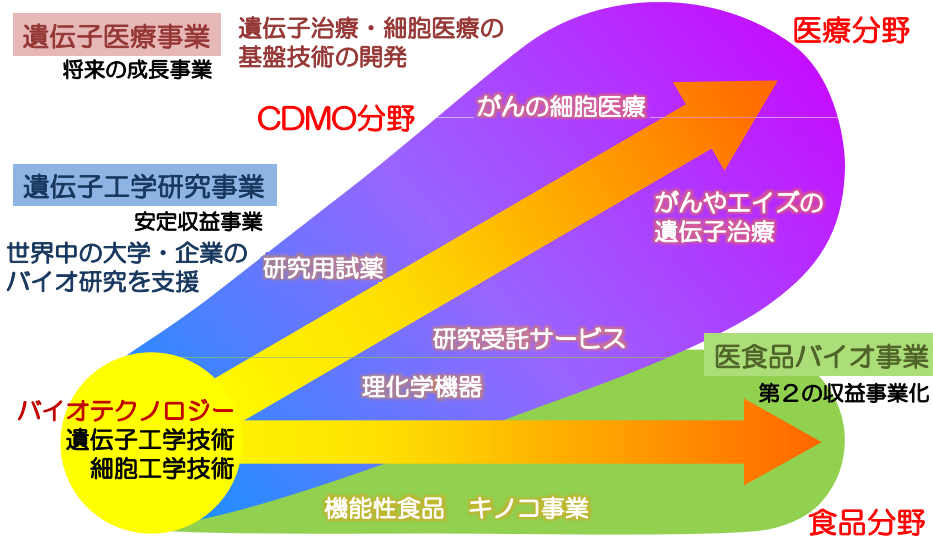 遺伝子医療事業
将来の成長事業
遺伝子治療・細胞医療の
基盤技術の開発
医療分野
CDMO分野
がんの細胞医療
遺伝子工学研究事業
安定収益事業
世界中の大学・企業の
バイオ研究を支援
がんやエイズの
遺伝子治療
研究用試薬
研究受託サービス
理化学機器
医食品バイオ事業
第２の収益事業化
バイオテクノロジー
遺伝子工学技術
細胞工学技術
機能性食品　キノコ事業
食品分野